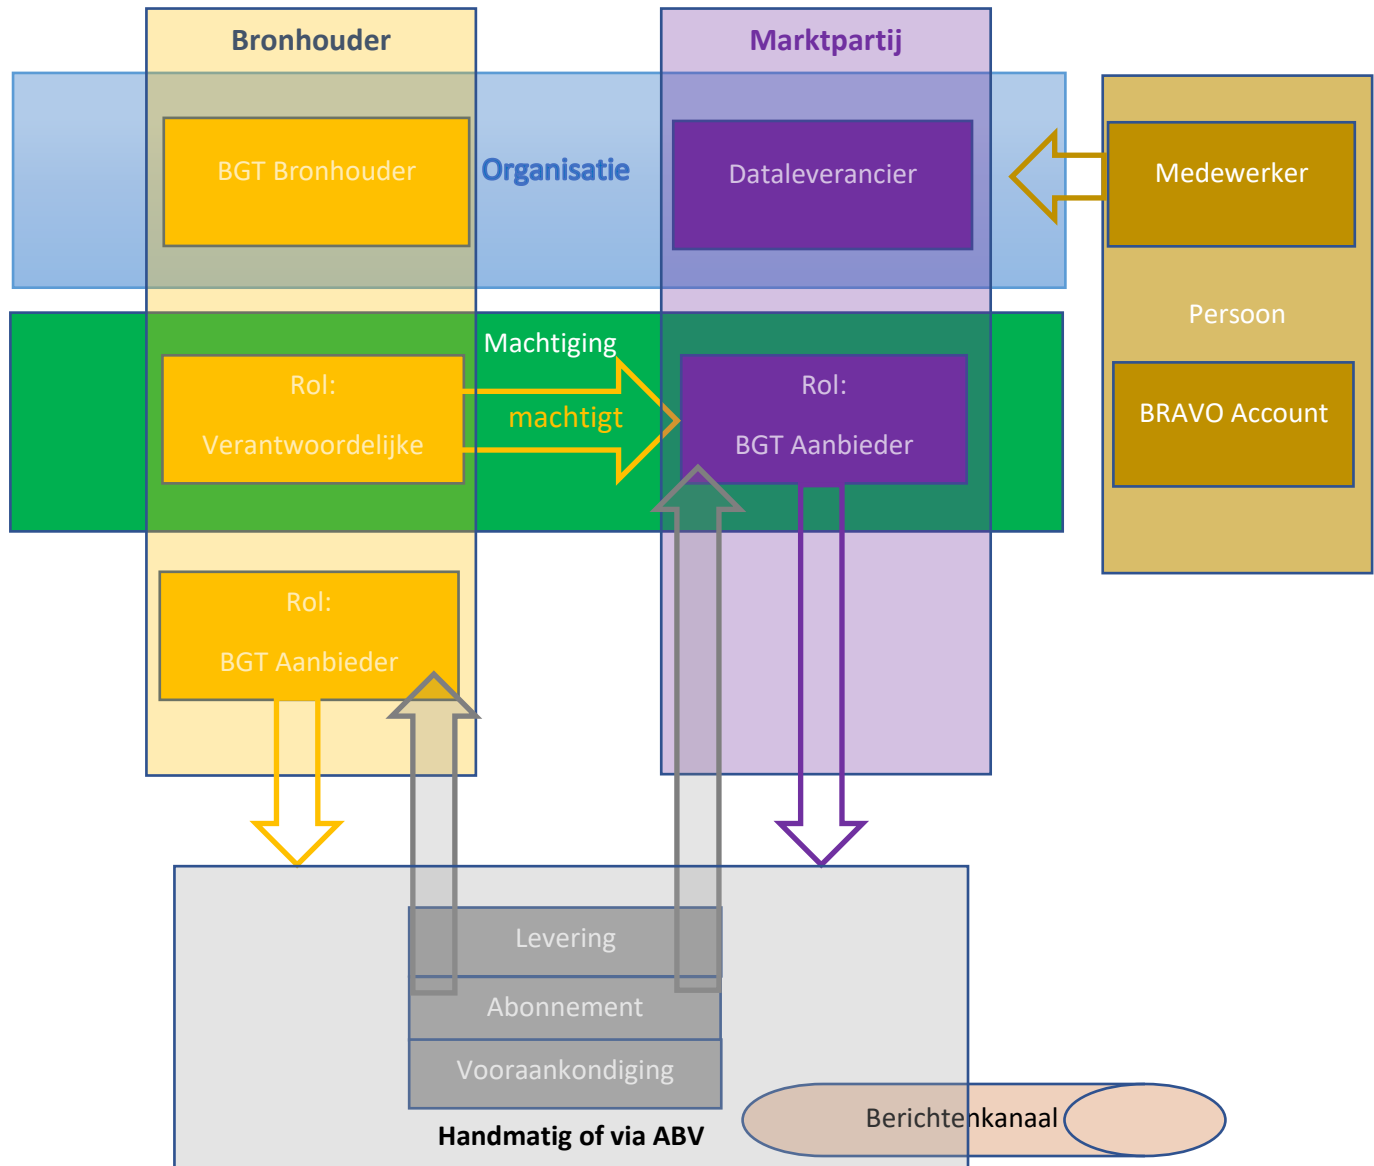 Bronhouder
Marktpartij
BGT Bronhouder
Organisatie
Dataleverancier
Medewerker
Persoon
BRAVO Account
Machtiging
Rol:
Verantwoordelijke
machtigt
Rol:
BGT Aanbieder
Rol:
BGT Aanbieder
Levering
Abonnement
Vooraankondiging
Handmatig of via ABV
Berichtenkanaal